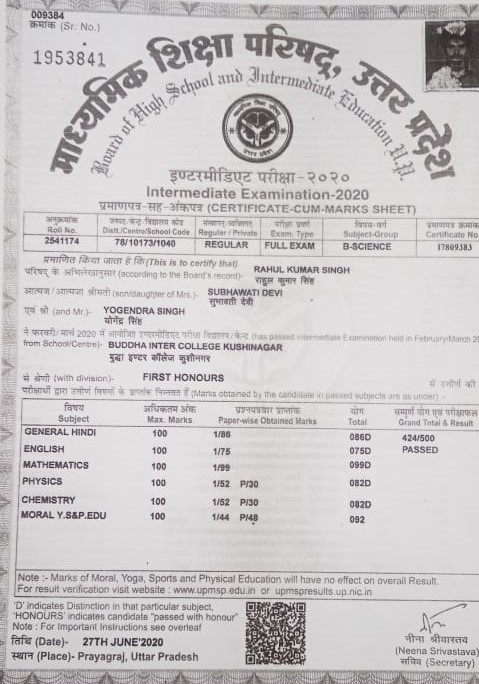 009384
क्रमांक (Sr. No.)
1953841
माध्यमिक शिक्षा परिषद्, उत्तर प्रदेश
Board of High School and Intermediate Education U.P.
इण्टरमीडिएट परीक्षा-२०२०
Intermediate Examination-2020
प्रमाणपत्र-सह-अंकपत्र (CERTIFICATE-CUM-MARKS SHEET)
अनुक्रमांक जनपद/केन्द्र/विद्यालय कोड संस्थागत/व्यक्तिगत परीक्षा प्रकार विषय-वर्ग प्रमाणपत्र क्रमांक
Roll No. Distt./Centre/School Code Regular / Private Exam. Type Subject-Group Certificate No.
2541174 78/10173/1040 REGULAR FULL EXAM B-SCIENCE 17809383
प्रमाणित किया जाता है कि(This is to certify that) RAHUL KUMAR SINGH
परिषद् के अभिलेखानुसार (according to the Board's record)- राहुल कुमार सिंह
आत्मज / आत्मजा श्रीमती (son/daughter of Mrs.)- SUBHAWATI DEVI
सुभावती देवी
एवं श्री (and Mr.)- YOGENDRA SINGH
योगेंद्र सिंह
ने फरवरी/ मार्च 2020 में आयोजित इण्टरमीडिएट परीक्षा विद्यालय/केन्द्र (has passed Intermediate Examination held in February/March 20
from School/Centre)- BUDDHA INTER COLLEGE KUSHINAGAR
बुद्धा इण्टर कॉलेज कुशीनगर
से श्रेणी (with division)- FIRST HONOURS में उत्तीर्ण की
परीक्षार्थी द्वारा उत्तीर्ण विषयों के प्राप्तांक निम्नवत हैं (Marks obtained by the candidate in passed subjects are as under) :-
विषय अधिकतम अंक प्रश्नपत्रवार प्राप्तांक योग सम्पूर्ण योग एवं परीक्षाफल
Subject Max. Marks Paper-wise Obtained Marks Total Grand Total & Result
GENERAL HINDI 100 1/86 086D 424/500
ENGLISH 100 1/75 075D PASSED
MATHEMATICS 100 1/99 099D
PHYSICS 100 1/52 P/30 082D
CHEMISTRY 100 1/52 P/30 082D
MORAL Y.S&P.EDU 100 1/44 P/48 092
Note :- Marks of Moral, Yoga, Sports and Physical Education will have no effect on overall Result.
For result verification visit website : www.upmsp.edu.in or upmspresults.up.nic.in
'D' indicates Distinction in that particular subject,
'HONOURS' indicates candidate "passed with honour"
Note : For Important Instructions see overleaf
तिथि (Date)- 27TH JUNE'2020
स्थान (Place)- Prayagraj, Uttar Pradesh
नीना श्रीवास्तव
(Neena Srivastava)
सचिव (Secretary)